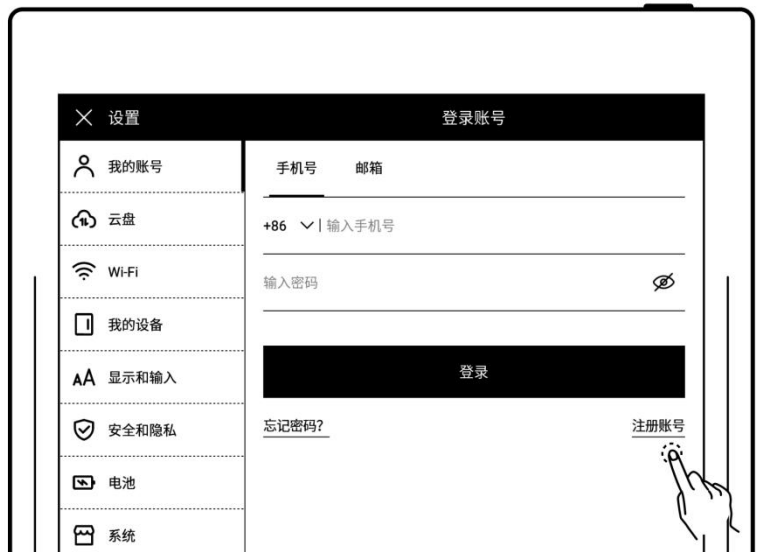 设置
登录账号
我的账号
云盘
Wi-Fi
我的设备
显示和输入
安全和隐私
电池
系统
手机号 邮箱
+86 输入手机号
输入密码
登录
忘记密码?
注册账号